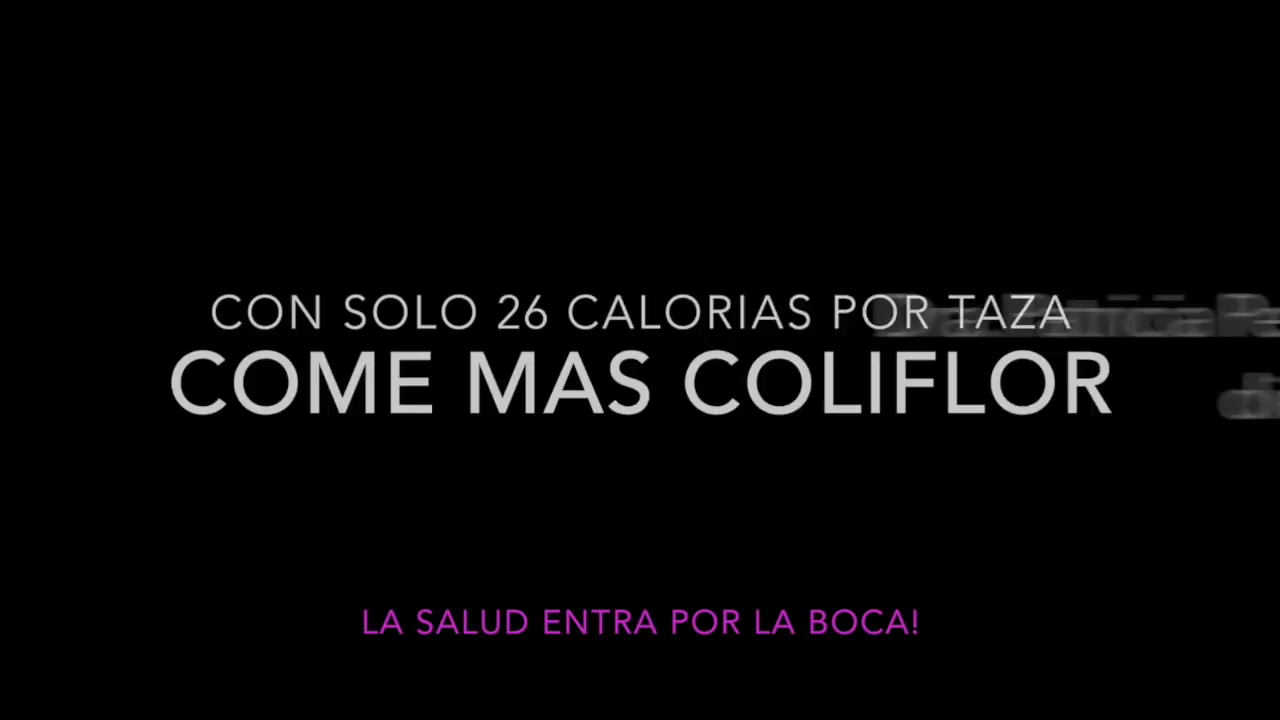 CON SOLO 26 CALORIAS POR TAZA
COME MAS COLIFLOR
LA SALUD ENTRA POR LA BOCA!